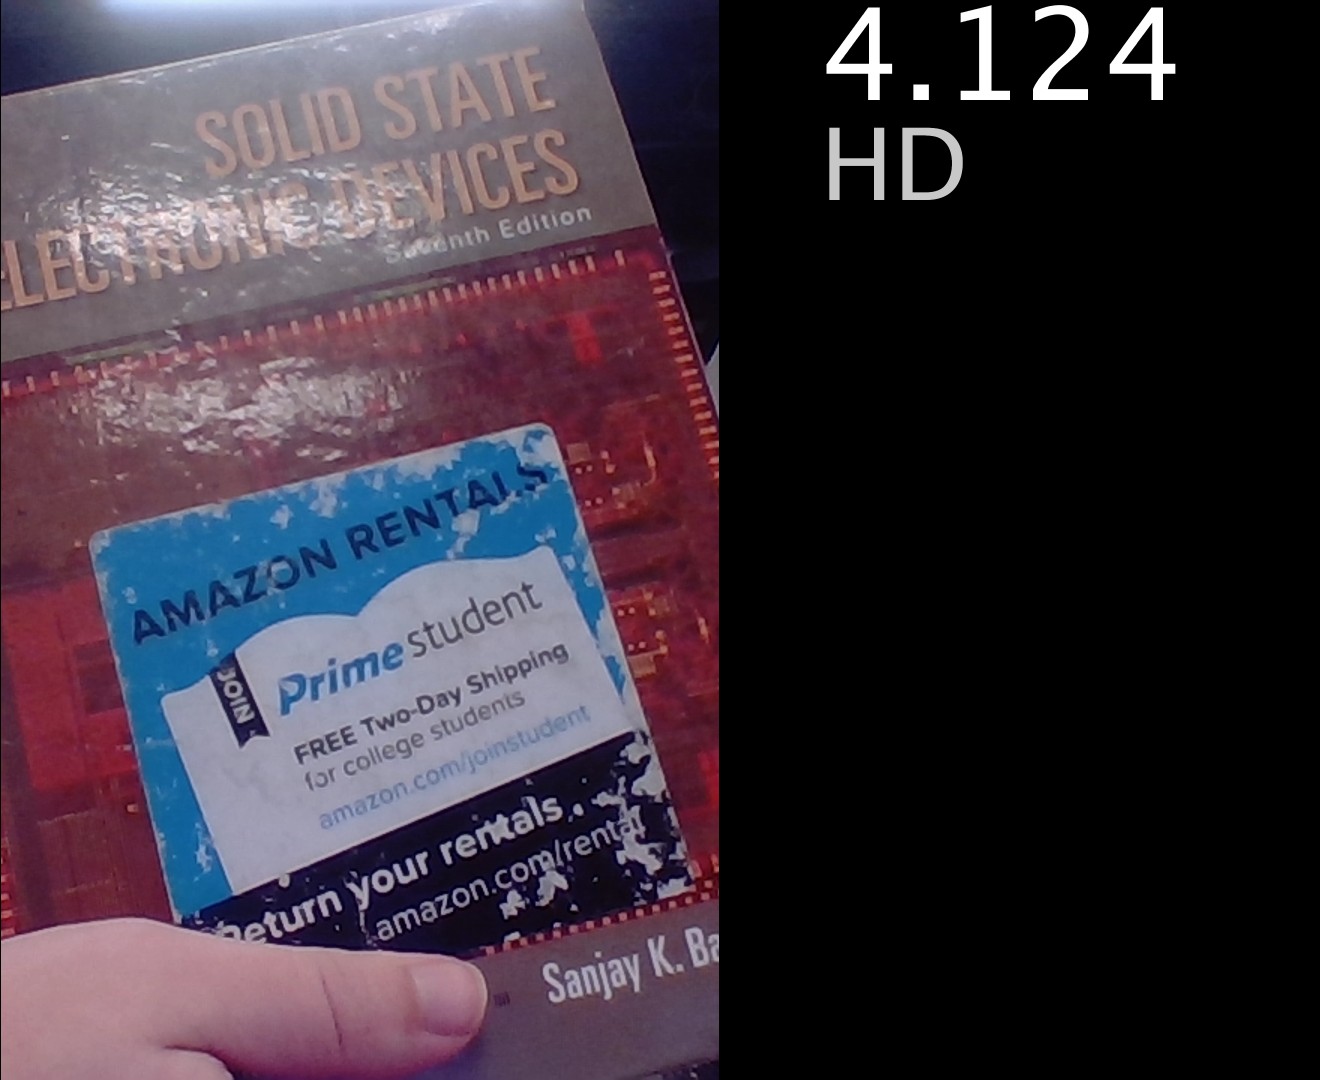 SOLID STATE
ELECTRONIC DEVICES
Seventh Edition
AMAZON RENTALS
JOIN
Prime student
FREE Two-Day Shipping
for college students
amazon.com/joinstudent
Return your rentals
amazon.com/rental
Sanjay K. Ba
4.124
HD